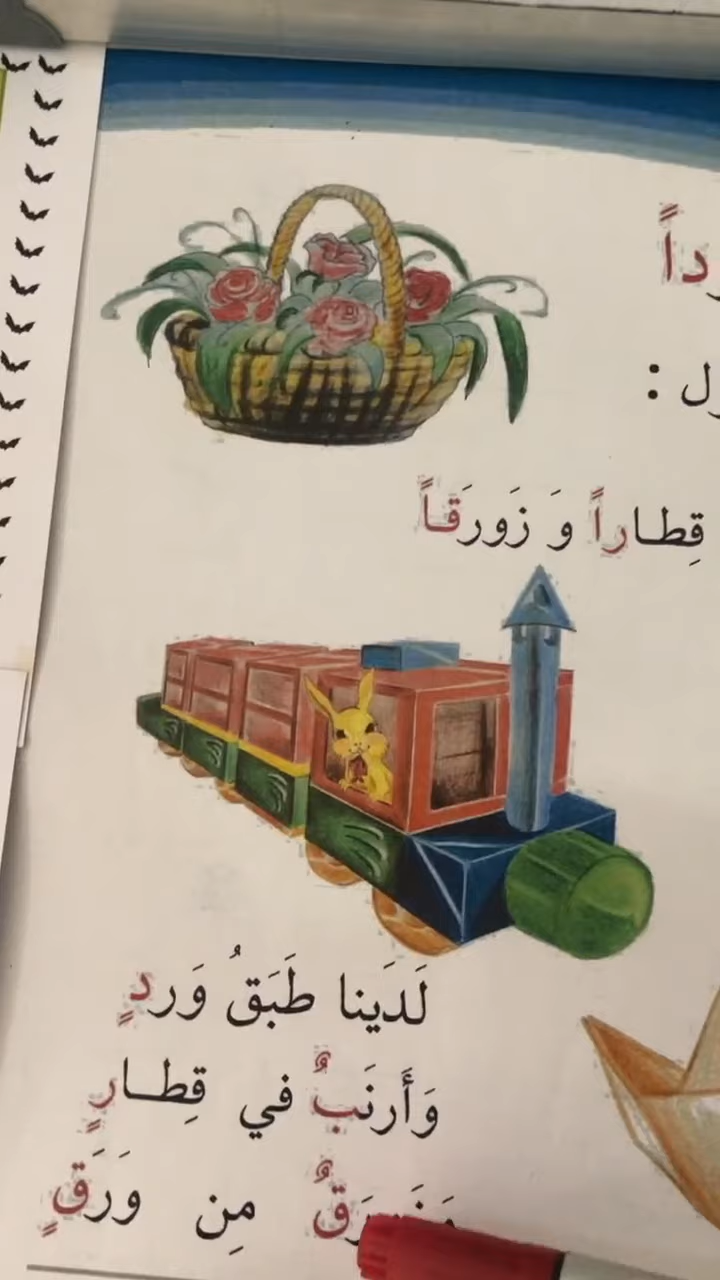 قِطاراً وَ زَورَقاً
لَدَينا طَبَقُ وَردٍ
وَأَرنَبٌ في قِطارٍ
مِن وَرَقٍ